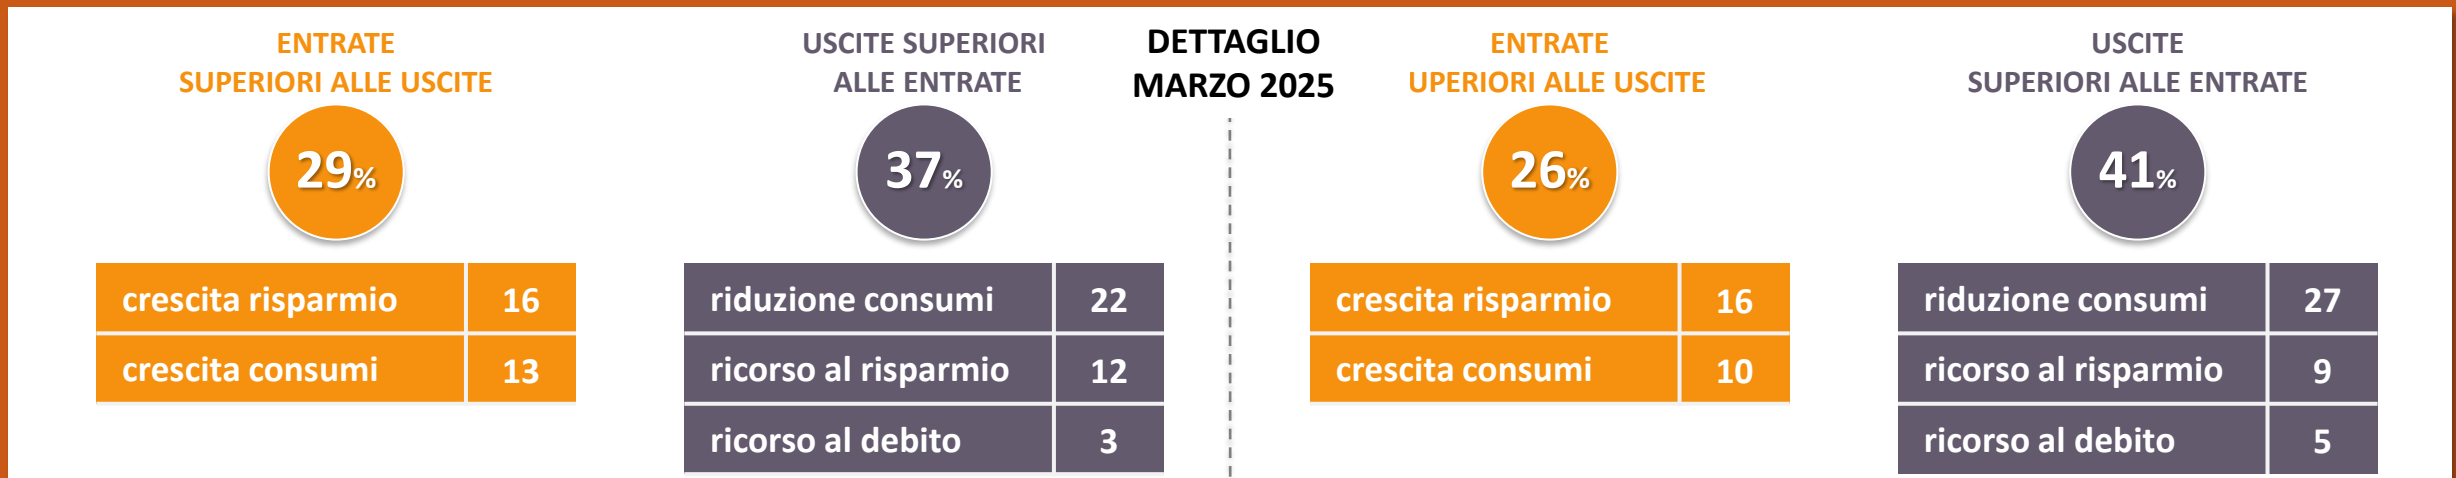 ENTRATE
SUPERIORI ALLE USCITE
29%
crescita risparmio 16
crescita consumi 13
USCITE SUPERIORI
ALLE ENTRATE
37%
riduzione consumi 22
ricorso al risparmio 12
ricorso al debito 3
DETTAGLIO
MARZO 2025
ENTRATE
UPERIORI ALLE USCITE
26%
crescita risparmio 16
crescita consumi 10
USCITE
SUPERIORI ALLE ENTRATE
41%
riduzione consumi 27
ricorso al risparmio 9
ricorso al debito 5